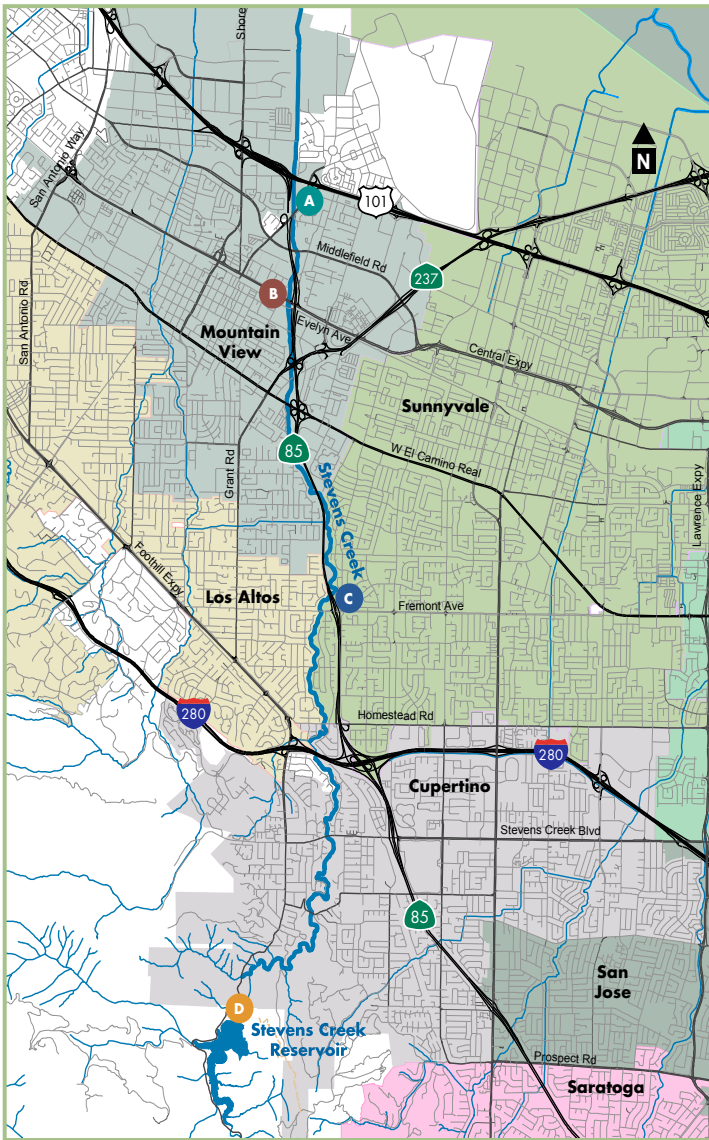 Shore
San Antonio Way
N
A
101
Middlefield Rd
237
B
Evelyn Ave
San Antonio Rd
Mountain
View
Central Expy
Sunnyvale
85
W El Camino Real
Grant Rd
Stevens Creek
Lawrence Expy
Foothill Expy
C
Los Altos
Fremont Ave
280
Homestead Rd
280
Cupertino
Stevens Creek Blvd
85
San
Jose
D
Stevens Creek
Reservoir
Prospect Rd
Saratoga